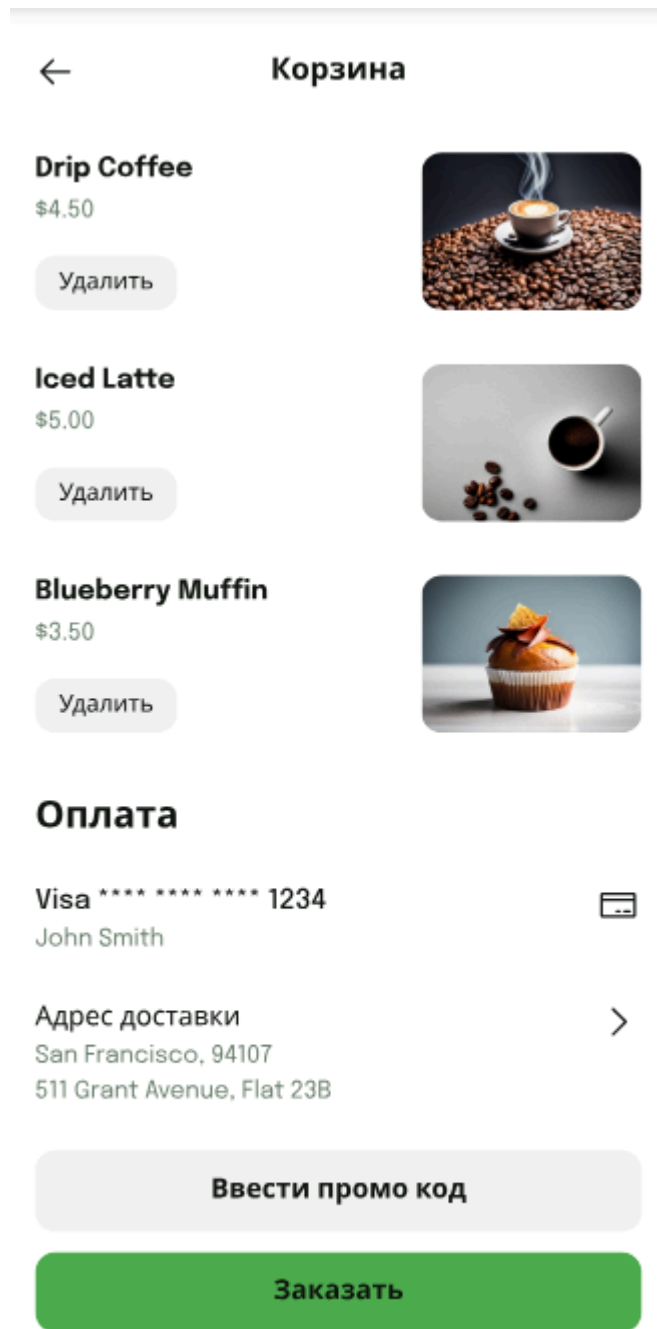 Корзина
Drip Coffee
$4.50
Удалить
Iced Latte
$5.00
Удалить
Blueberry Muffin
$3.50
Удалить
Оплата
Visa **** **** **** 1234
John Smith
Адрес доставки
San Francisco, 94107
511 Grant Avenue, Flat 23B
Ввести промо код
Заказать